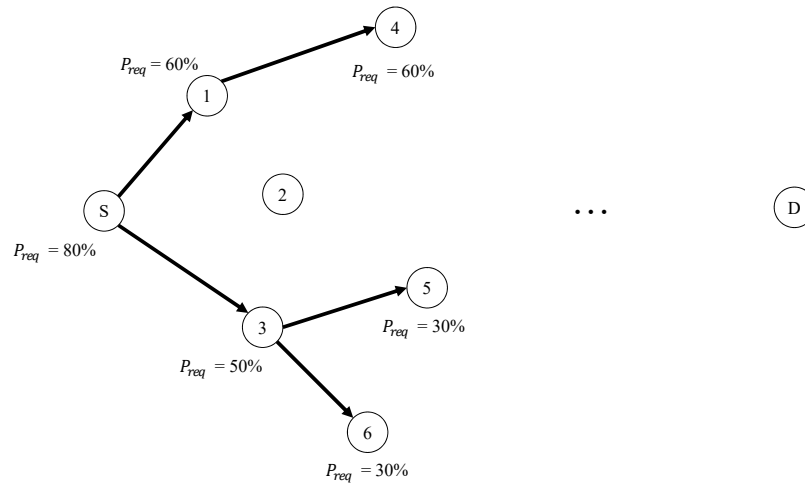 4
P_req = 60%
P_req = 60%
1
2
S
...
D
P_req = 80%
5
3
P_req = 30%
P_req = 50%
6
P_req = 30%